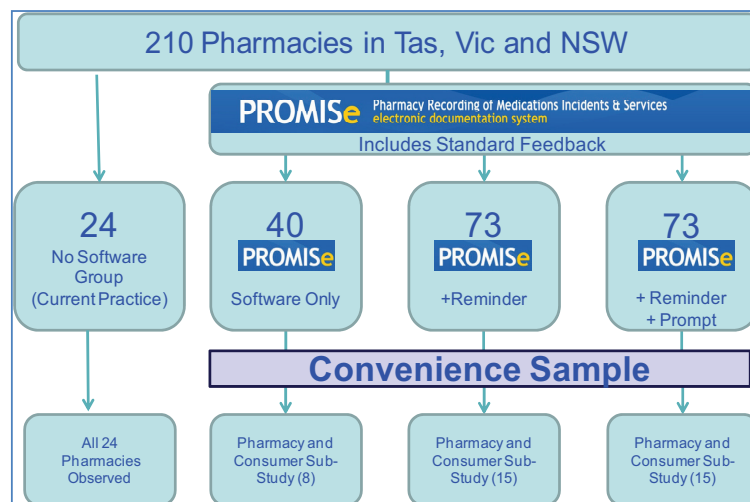 210 Pharmacies in Tas, Vic and NSW
PROMISe Pharmacy Recording of Medications Incidents & Services
electronic documentation system
Includes Standard Feedback
24
No Software
Group
(Current Practice)
40
PROMISe
Software Only
73
PROMISe
+Reminder
73
PROMISe
+ Reminder
+ Prompt
Convenience Sample
All 24
Pharmacies
Observed
Pharmacy and
Consumer Sub-
Study (8)
Pharmacy and
Consumer Sub-
Study (15)
Pharmacy and
Consumer Sub-
Study (15)